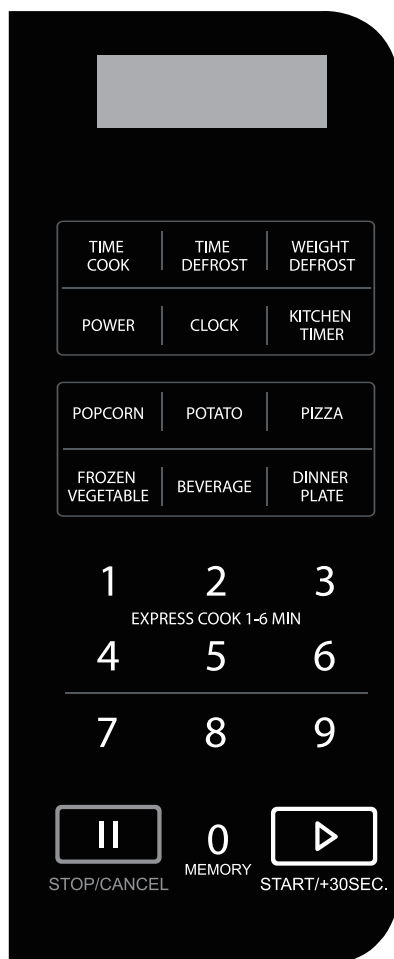 TIME COOK
TIME DEFROST
WEIGHT DEFROST
POWER
CLOCK
KITCHEN TIMER
POPCORN
POTATO
PIZZA
FROZEN VEGETABLE
BEVERAGE
DINNER PLATE
1 2 3
EXPRESS COOK 1-6 MIN
4 5 6
7 8 9
0
MEMORY
STOP/CANCEL
START/+30SEC.